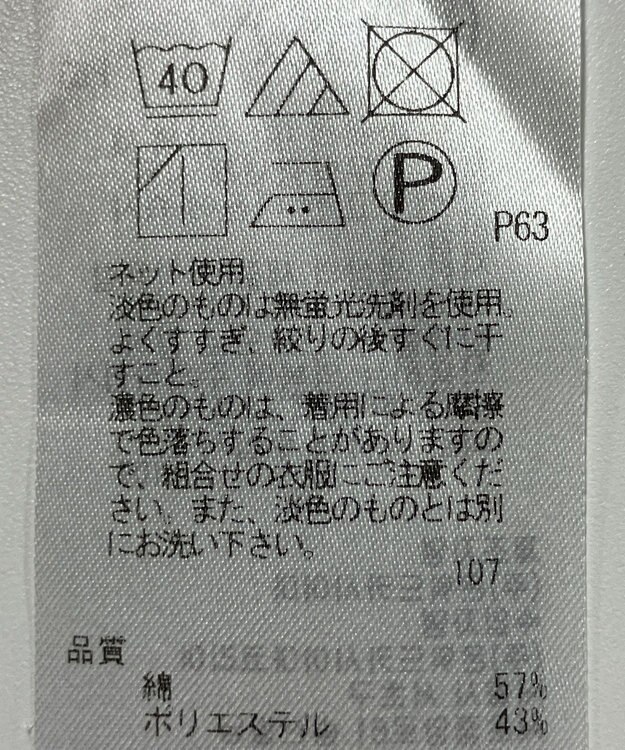 40
P
P63
ネット使用
淡色のものは無蛍光洗剤を使用。
よくすすぎ、絞りの後すぐに干
すこと。
濃色のものは、着用による摩擦
で色落ちすることがありますの
で、組合せの衣服にご注意くだ
さい。また、淡色のものとは別
にお洗い下さい。
107
品質
綿 57%
ポリエステル 43%